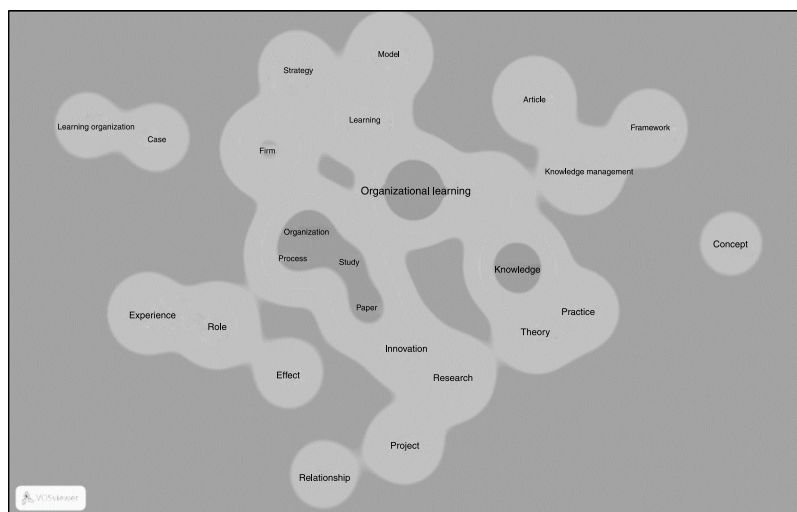 Model
Strategy
Article
Learning
Learning organization
Framework
Case
Firm
Knowledge management
Organizational learning
Organization
Concept
Process
Study
Knowledge
Paper
Practice
Experience
Role
Theory
Innovation
Effect
Research
Project
Relationship
VOSviewer